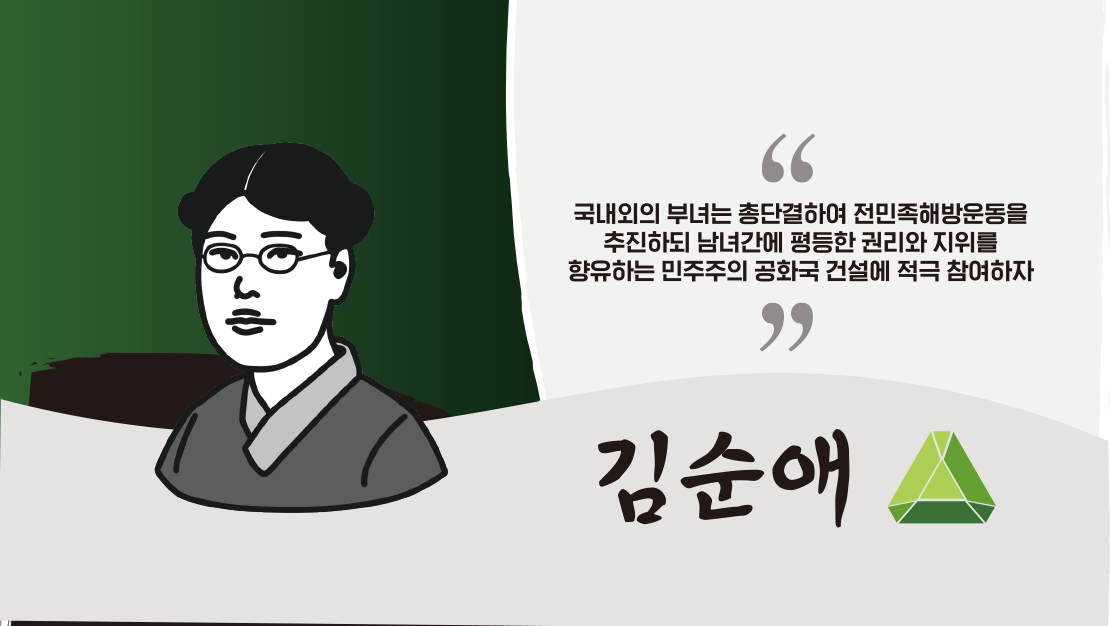 “
국내외의 부녀는 총단결하여 전민족해방운동을
추진하되 남녀간에 평등한 권리와 지위를
향유하는 민주주의 공화국 건설에 적극 참여하자
”
김순애